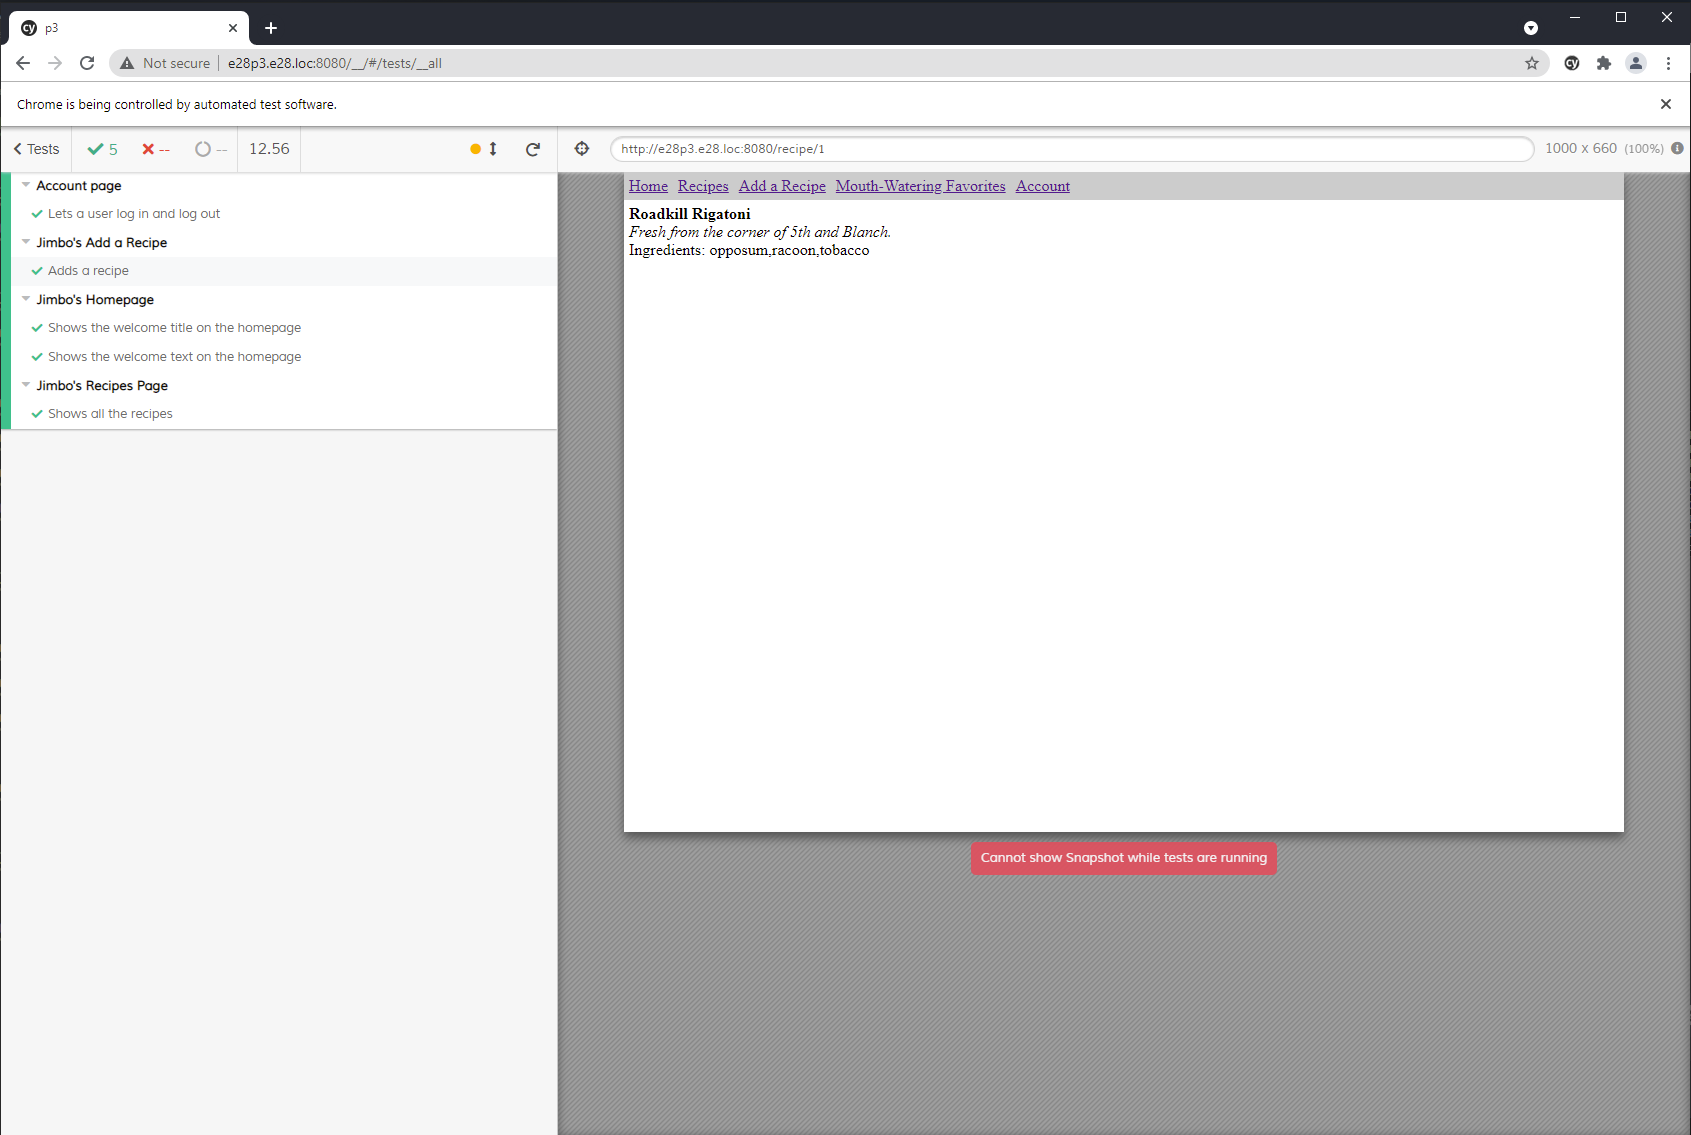 cy p3
Not secure e28p3.e28.loc:8080/__/#/tests/__all
cy
Chrome is being controlled by automated test software.
Tests 5 -- -- 12.56
http://e28p3.e28.loc:8080/recipe/1
1000 x 660 (100%)
Account page
Lets a user log in and log out
Jimbo's Add a Recipe
Adds a recipe
Jimbo's Homepage
Shows the welcome title on the homepage
Shows the welcome text on the homepage
Jimbo's Recipes Page
Shows all the recipes
Home Recipes Add a Recipe Mouth-Watering Favorites Account
Roadkill Rigatoni
Fresh from the corner of 5th and Blanch.
Ingredients: opposum,racoon,tobacco
Cannot show Snapshot while tests are running